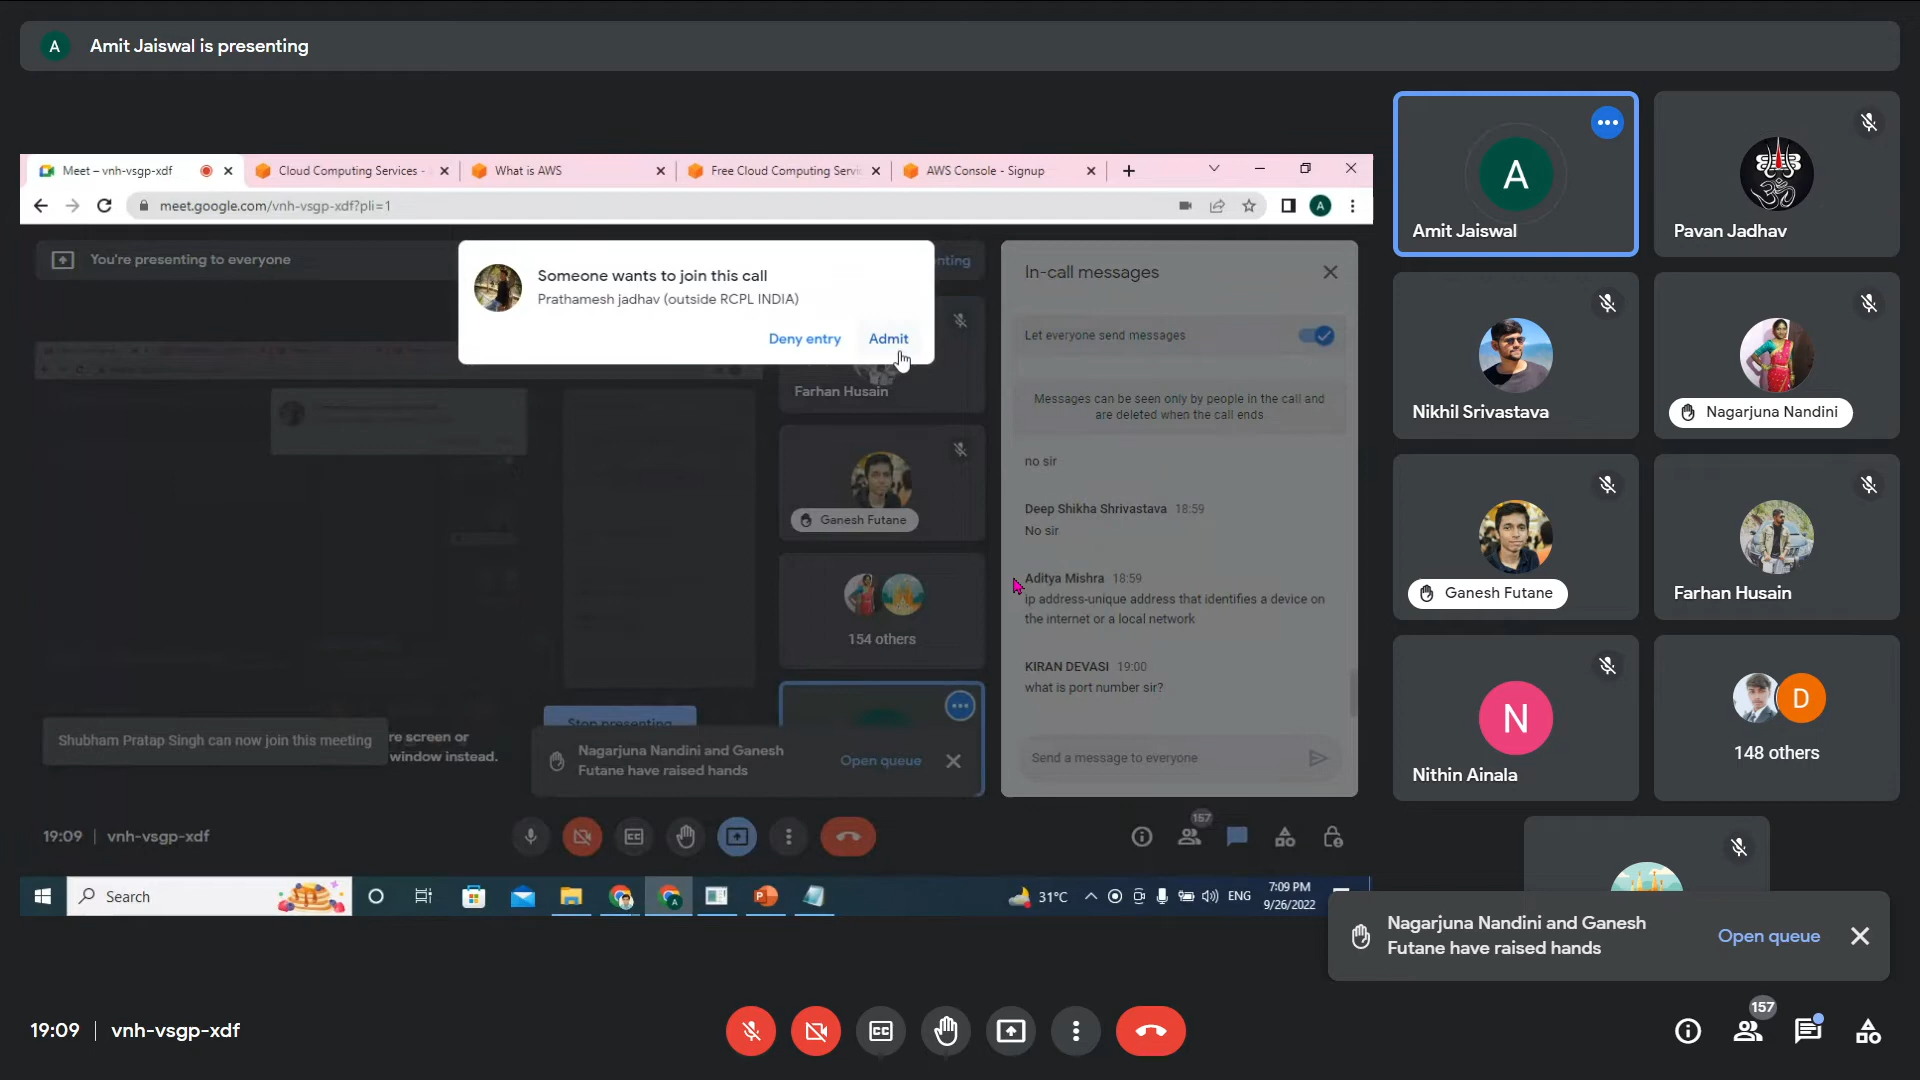 A Amit Jaiswal is presenting
Meet – vnh-vsgp-xdf
Cloud Computing Services -
What is AWS
Free Cloud Computing Servic
AWS Console - Signup
meet.google.com/vnh-vsgp-xdf?pli=1
A
You're presenting to everyone
nting
Someone wants to join this call
Prathamesh jadhav (outside RCPL INDIA)
Deny entry
Admit
Farhan Husain
Ganesh Futane
154 others
Stop presenting
Shubham Pratap Singh can now join this meeting
re screen or
window instead.
Nagarjuna Nandini and Ganesh
Futane have raised hands
Open queue
In-call messages
Let everyone send messages
Messages can be seen only by people in the call and
are deleted when the call ends
no sir
Deep Shikha Shrivastava 18:59
No sir
Aditya Mishra 18:59
ip address-unique address that identifies a device on
the internet or a local network
KIRAN DEVASI 19:00
what is port number sir?
Send a message to everyone
19:09 | vnh-vsgp-xdf
157
Search
31°C
ENG
7:09 PM
9/26/2022
A
Amit Jaiswal
Pavan Jadhav
Nikhil Srivastava
Nagarjuna Nandini
Ganesh Futane
Farhan Husain
N
Nithin Ainala
D
148 others
Nagarjuna Nandini and Ganesh
Futane have raised hands
Open queue
19:09 | vnh-vsgp-xdf
157